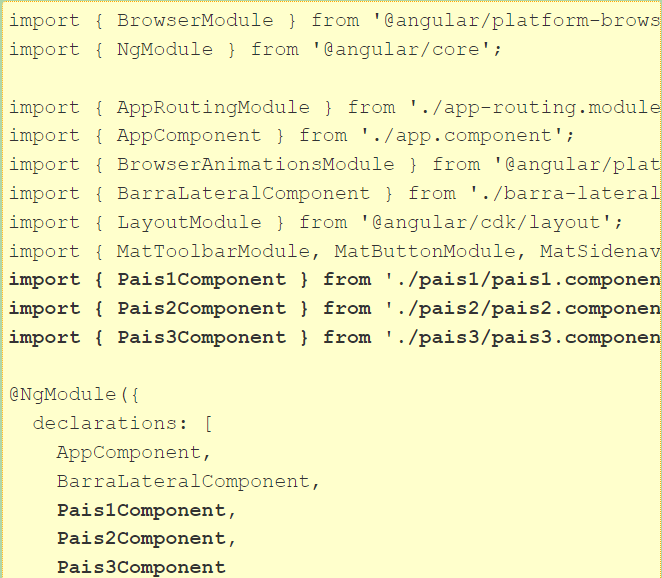 import { BrowserModule } from '@angular/platform-brows
import { NgModule } from '@angular/core';
import { AppRoutingModule } from './app-routing.module
import { AppComponent } from './app.component';
import { BrowserAnimationsModule } from '@angular/plat
import { BarraLateralComponent } from './barra-lateral
import { LayoutModule } from '@angular/cdk/layout';
import { MatToolbarModule, MatButtonModule, MatSidenav
import { Pais1Component } from './pais1/pais1.componen
import { Pais2Component } from './pais2/pais2.componen
import { Pais3Component } from './pais3/pais3.componen
@NgModule({
declarations: [
AppComponent,
BarraLateralComponent,
Pais1Component,
Pais2Component,
Pais3Component